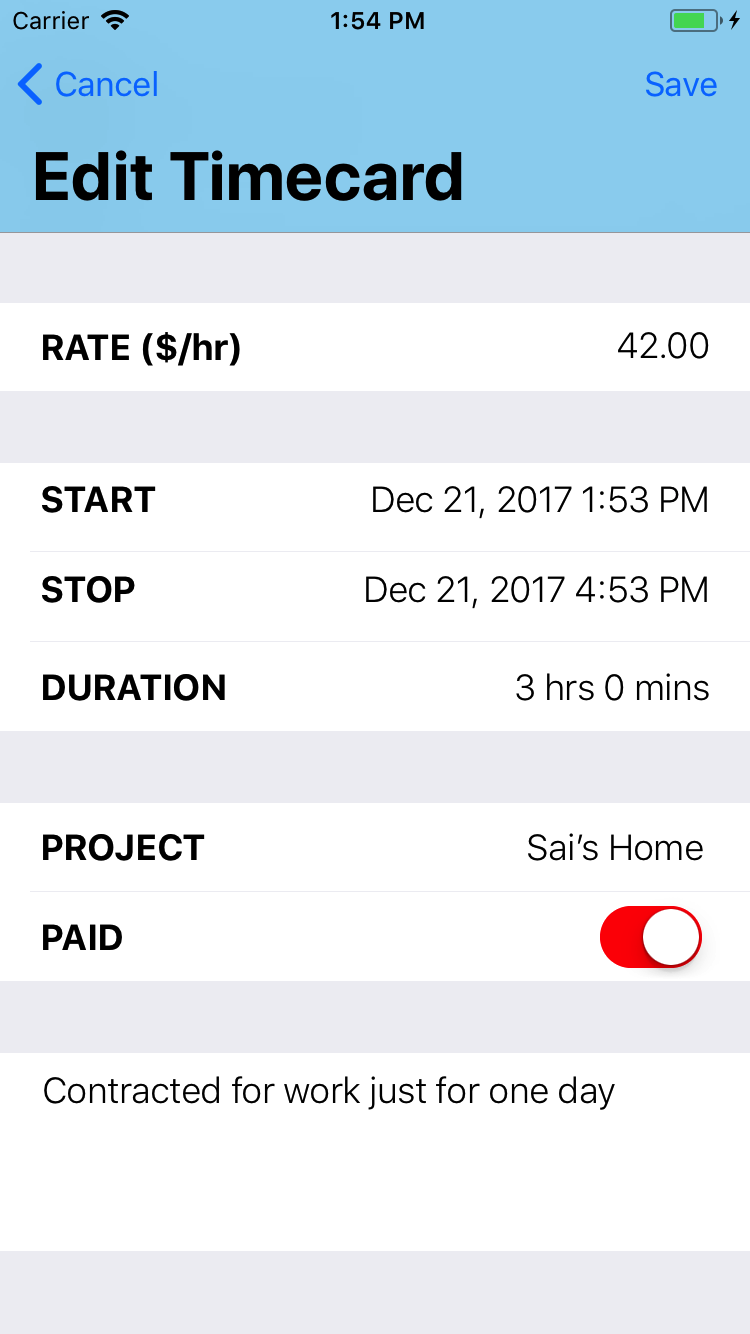 Carrier 1:54 PM
Cancel Save
Edit Timecard
RATE ($/hr) 42.00
START Dec 21, 2017 1:53 PM
STOP Dec 21, 2017 4:53 PM
DURATION 3 hrs 0 mins
PROJECT Sai’s Home
PAID
Contracted for work just for one day